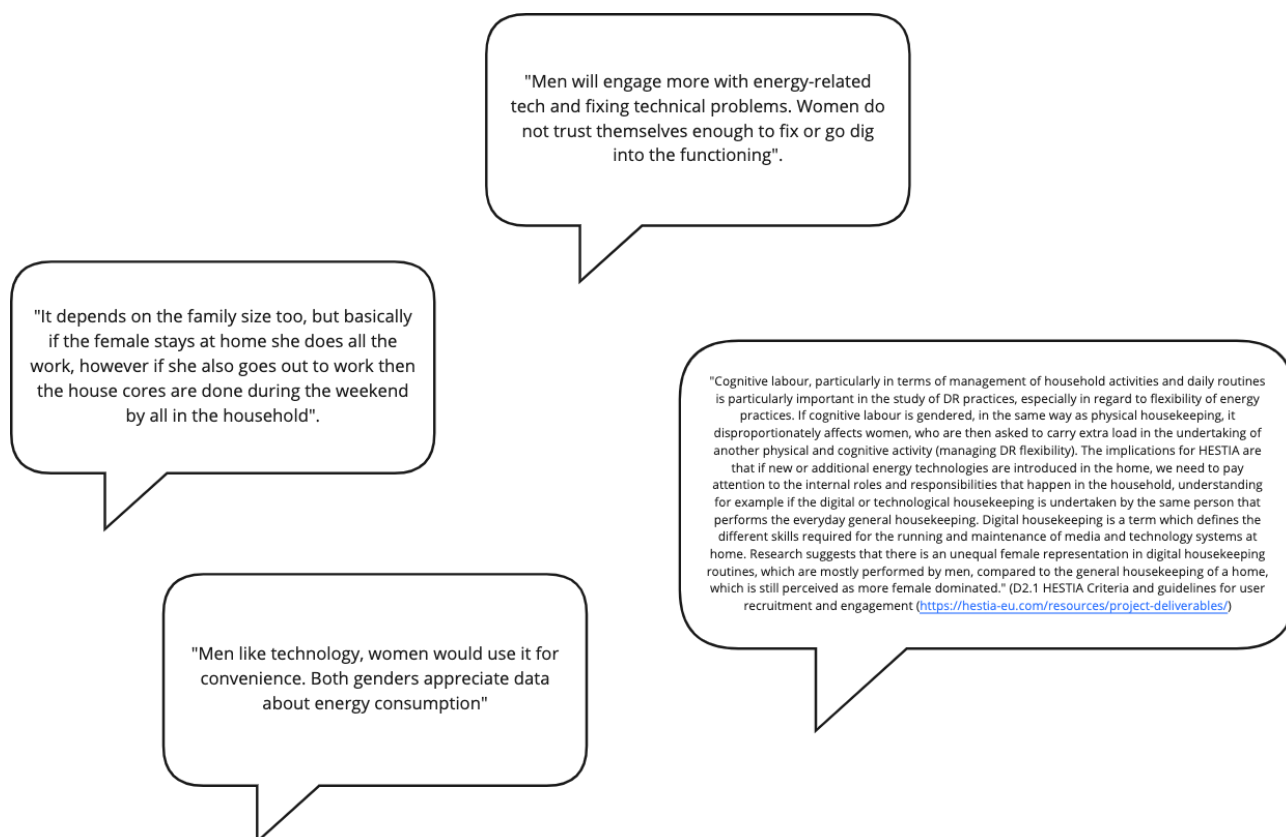 "Men will engage more with energy-related
tech and fixing technical problems. Women do
not trust themselves enough to fix or go dig
into the functioning".
"It depends on the family size too, but basically
if the female stays at home she does all the
work, however if she also goes out to work then
the house cores are done during the weekend
by all in the household".
"Cognitive labour, particularly in terms of management of household activities and daily routines
is particularly important in the study of DR practices, especially in regard to flexibility of energy
practices. If cognitive labour is gendered, in the same way as physical housekeeping, it
disproportionately affects women, who are then asked to carry extra load in the undertaking of
another physical and cognitive activity (managing DR flexibility). The implications for HESTIA are
that if new or additional energy technologies are introduced in the home, we need to pay
attention to the internal roles and responsibilities that happen in the household, understanding
for example if the digital or technological housekeeping is undertaken by the same person that
performs the everyday general housekeeping. Digital housekeeping is a term which defines the
different skills required for the running and maintenance of media and technology systems at
home. Research suggests that there is an unequal female representation in digital housekeeping
routines, which are mostly performed by men, compared to the general housekeeping of a home,
which is still perceived as more female dominated." (D2.1 HESTIA Criteria and guidelines for user
recruitment and engagement (https://hestia-eu.com/resources/project-deliverables/)
"Men like technology, women would use it for
convenience. Both genders appreciate data
about energy consumption"